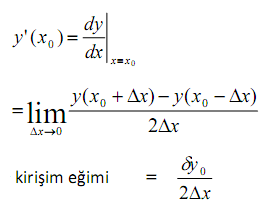 y'(x₀) = dy/dx |ₓ₌ₓ₀
= lim Δx→0 y(x₀ + Δx) − y(x₀ − Δx) / 2Δx
kirişim eğimi = δy₀ / 2Δx